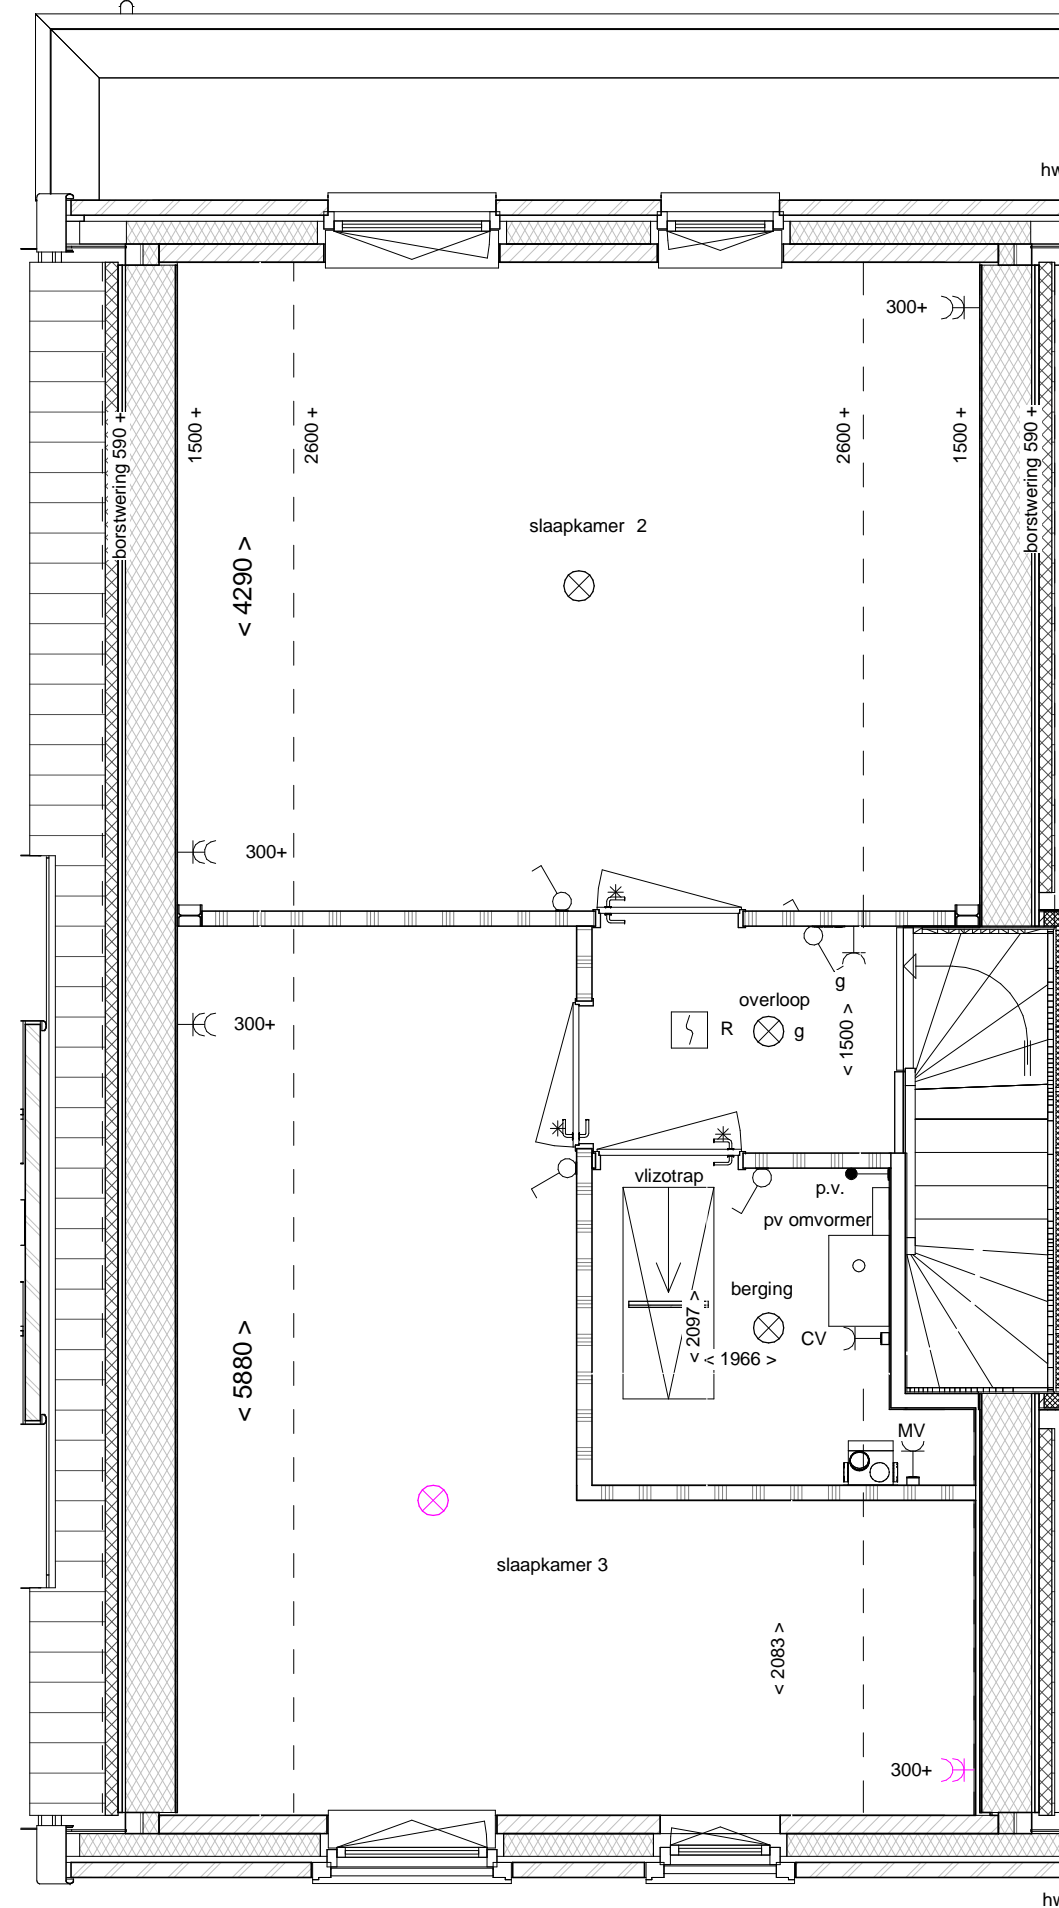 hw
300+
borstwering 590 +
1500 +
2600 +
2600 +
1500 +
borstwering 590 +
slaapkamer 2
< 4290 >
300+
g
overloop
300+
R
g
< 1500 >
vlizotrap
p.v.
pv omvormer
berging
< 2097 >
CV
< 1966 >
< 5880 >
MV
slaapkamer 3
< 2083 >
300+
hw